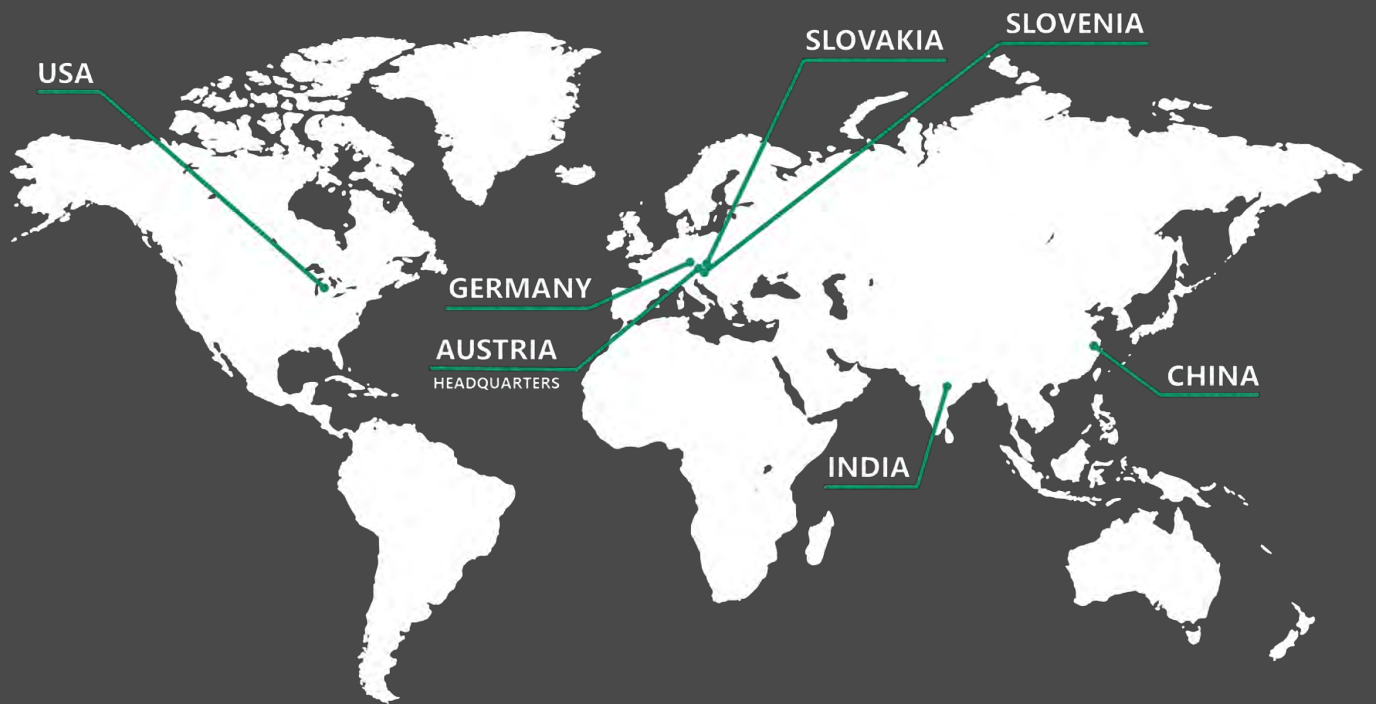 SLOVENIA
SLOVAKIA
USA
GERMANY
AUSTRIA
HEADQUARTERS
CHINA
INDIA